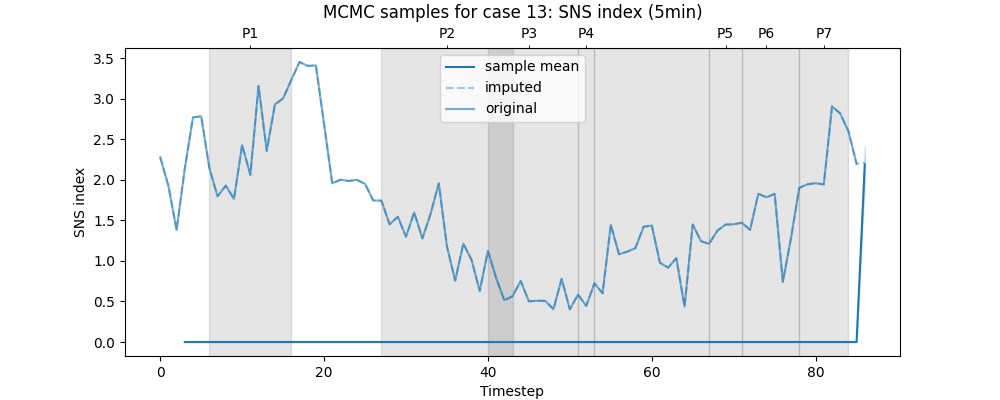 MCMC samples for case 13: SNS index (5min)
P1 P2 P3 P4 P5 P6 P7
sample mean
imputed
original
3.5
3.0
2.5
2.0
1.5
1.0
0.5
0.0
SNS index
0 20 40 60 80
Timestep